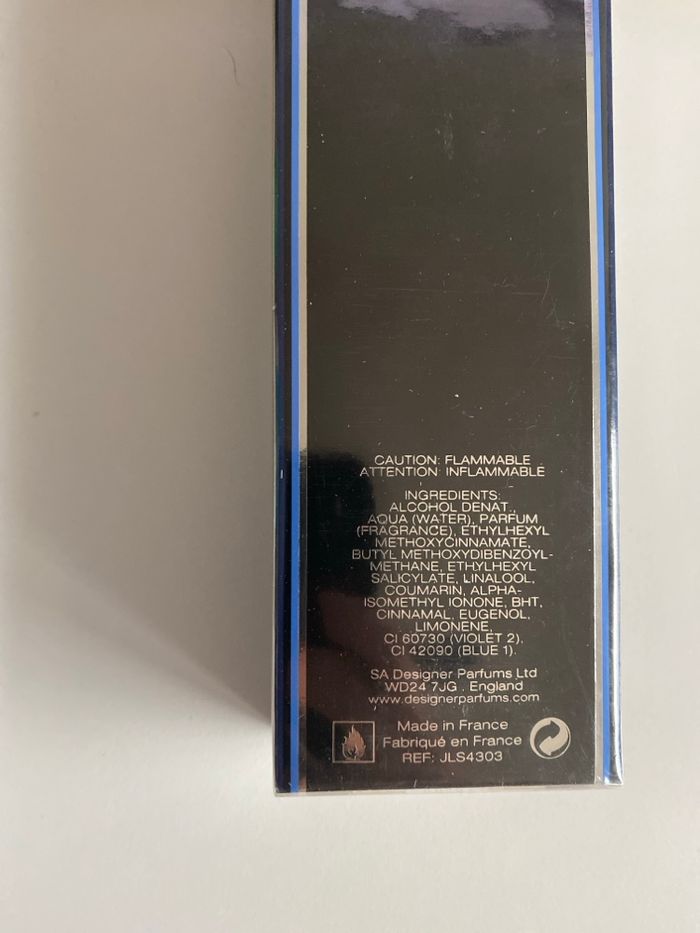 CAUTION: FLAMMABLE
ATTENTION: INFLAMMABLE
INGREDIENTS:
ALCOHOL DENAT.,
AQUA (WATER), PARFUM
(FRAGRANCE), ETHYLHEXYL
METHOXYCINNAMATE,
BUTYL METHOXYDIBENZOYL-
METHANE, ETHYLHEXYL
SALICYLATE, LINALOOL,
COUMARIN, ALPHA-
ISOMETHYL IONONE, BHT,
CINNAMAL, EUGENOL,
LIMONENE,
CI 60730 (VIOLET 2).
CI 42090 (BLUE 1).
SA Designer Parfums Ltd
WD24 7JG . England
www.designerparfums.com
Made in France
Fabriqué en France
REF: JLS4303